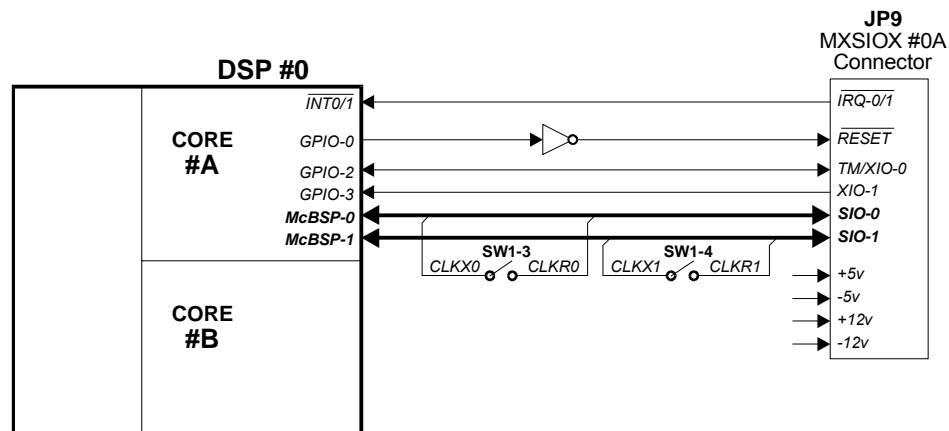 JP9
MXSIOX #0A
Connector
DSP #0
INT0/1
IRQ-0/1
CORE
#A
GPIO-0
RESET
GPIO-2
TM/XIO-0
GPIO-3
XIO-1
McBSP-0
SIO-0
McBSP-1
SIO-1
SW1-3
SW1-4
CLKX0
CLKR0
CLKX1
CLKR1
+5v
-5v
+12v
-12v
CORE
#B